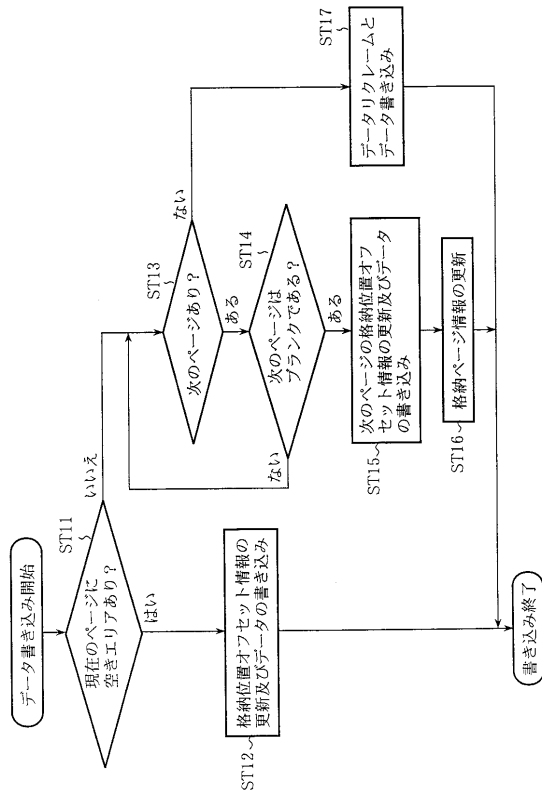 データ書き込み開始
ST11
現在のページに
空きエリアあり？
いいえ
はい
ST12
格納位置オフセット情報の
更新及びデータの書き込み
ST13
次のページあり？
ない
ある
ST14
次のページは
ブランクである？
ない
ある
ST15
次のページの格納位置オフ
セット情報の更新及びデータ
の書き込み
ST16
格納ページ情報の更新
ST17
データリクレームと
データ書き込み
書き込み終了